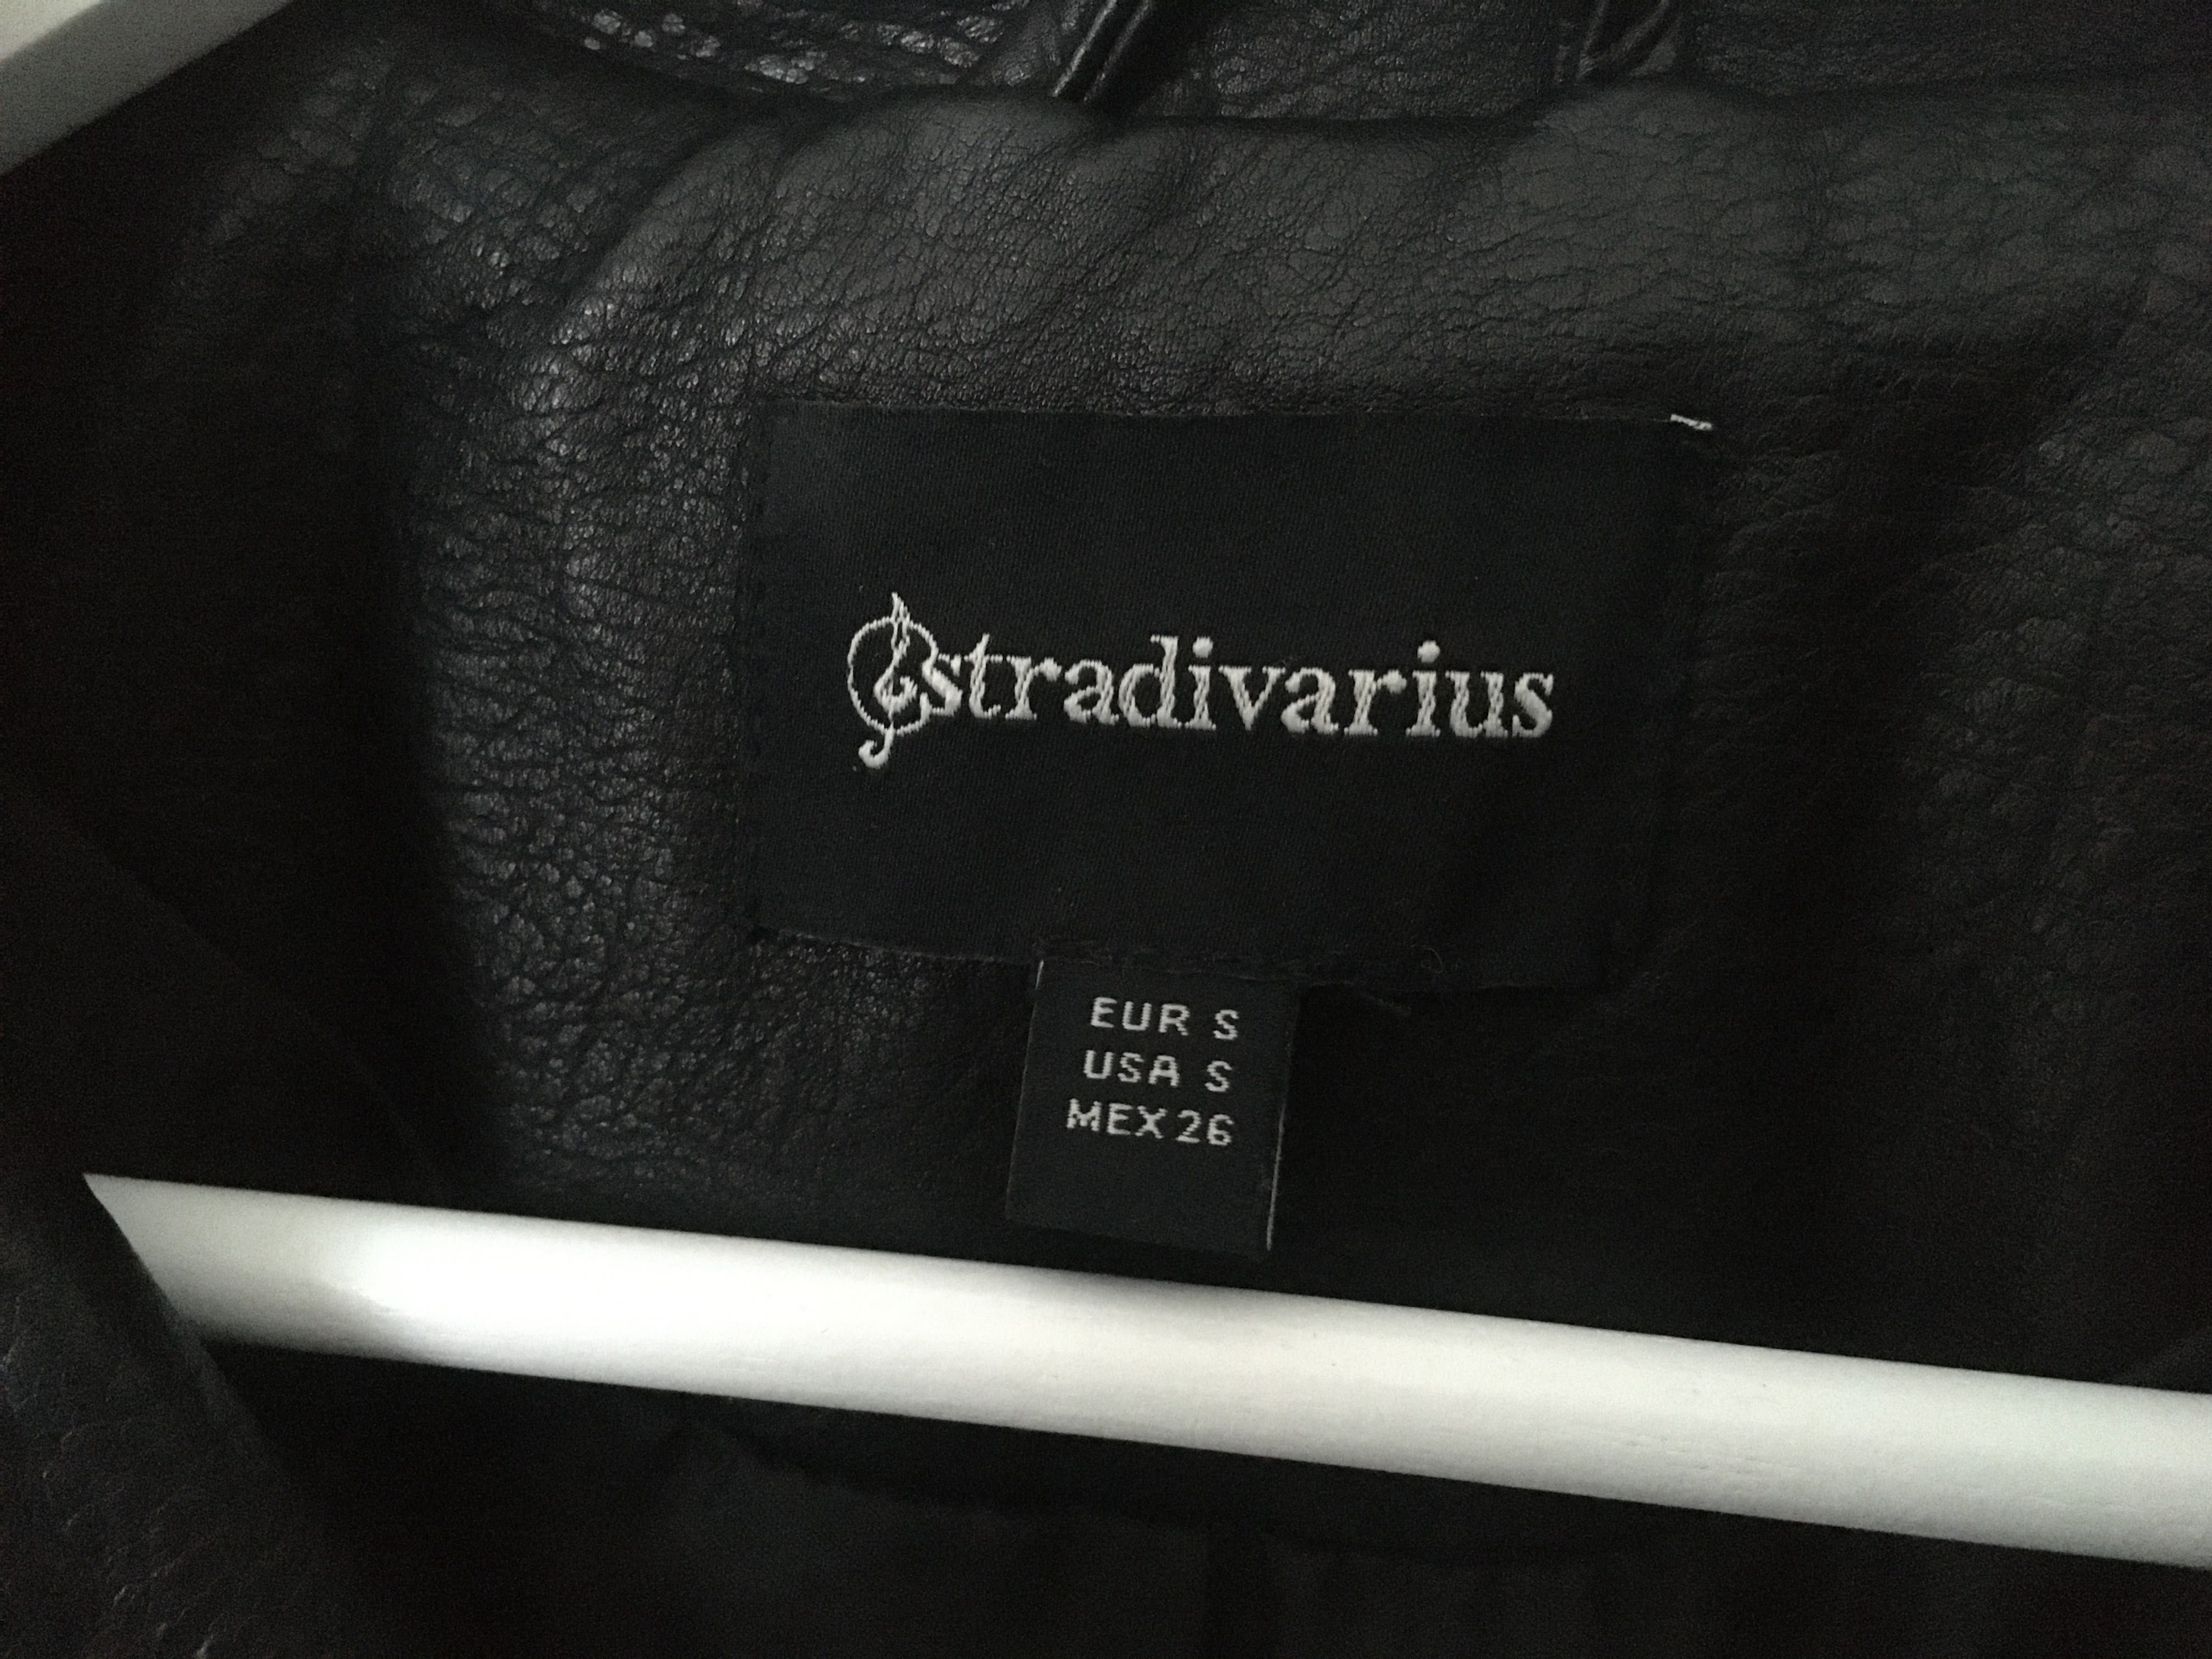 stradivarius
EUR S
USA S
MEX 26